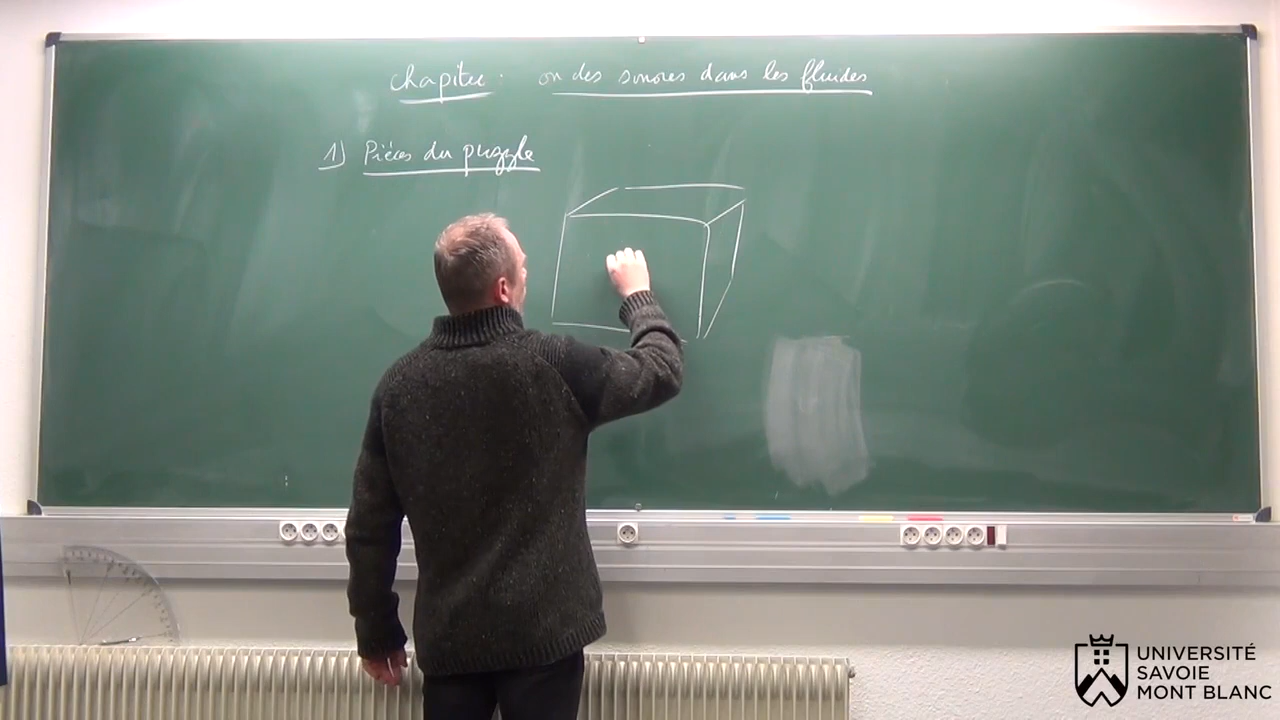 chapitre : ondes sonores dans les fluides
1) Pièces du puzzle
UNIVERSITÉ
SAVOIE
MONT BLANC